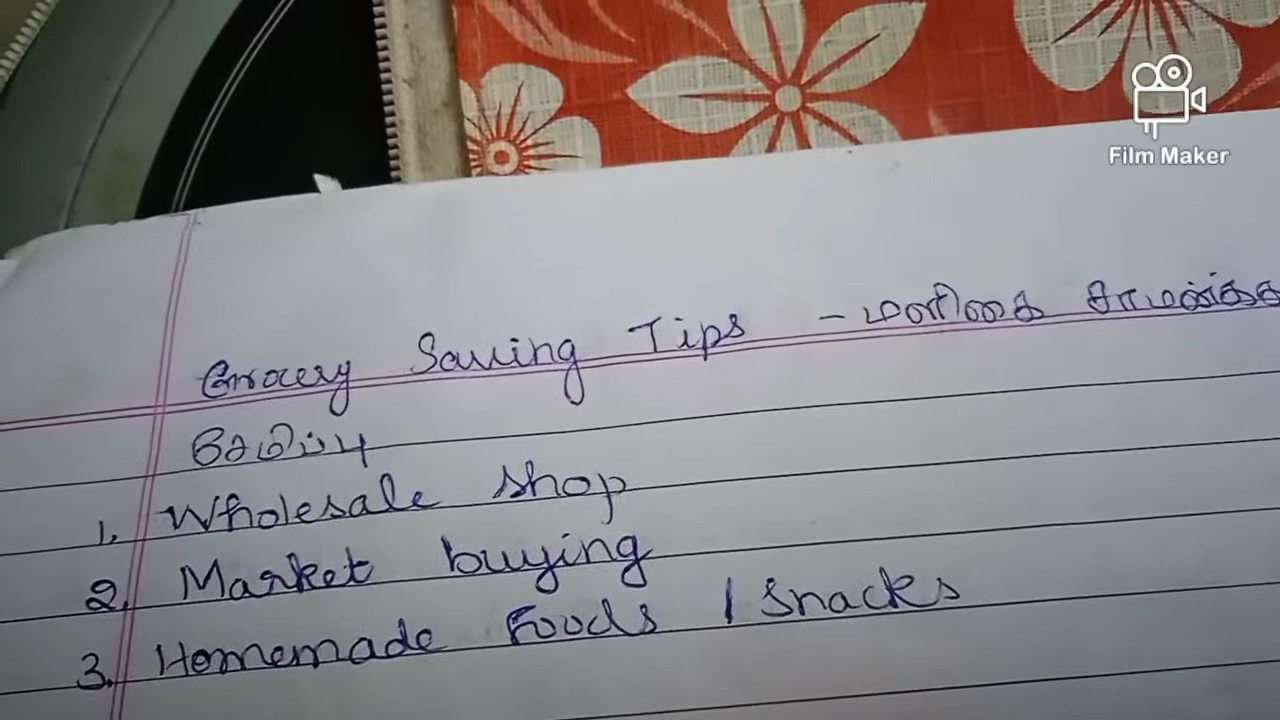 Film Maker
Grocery Saving Tips - மளிகை
சேமிப்பு
1. Wholesale shop
2. Market buying
3. Homemade Foods / Snacks